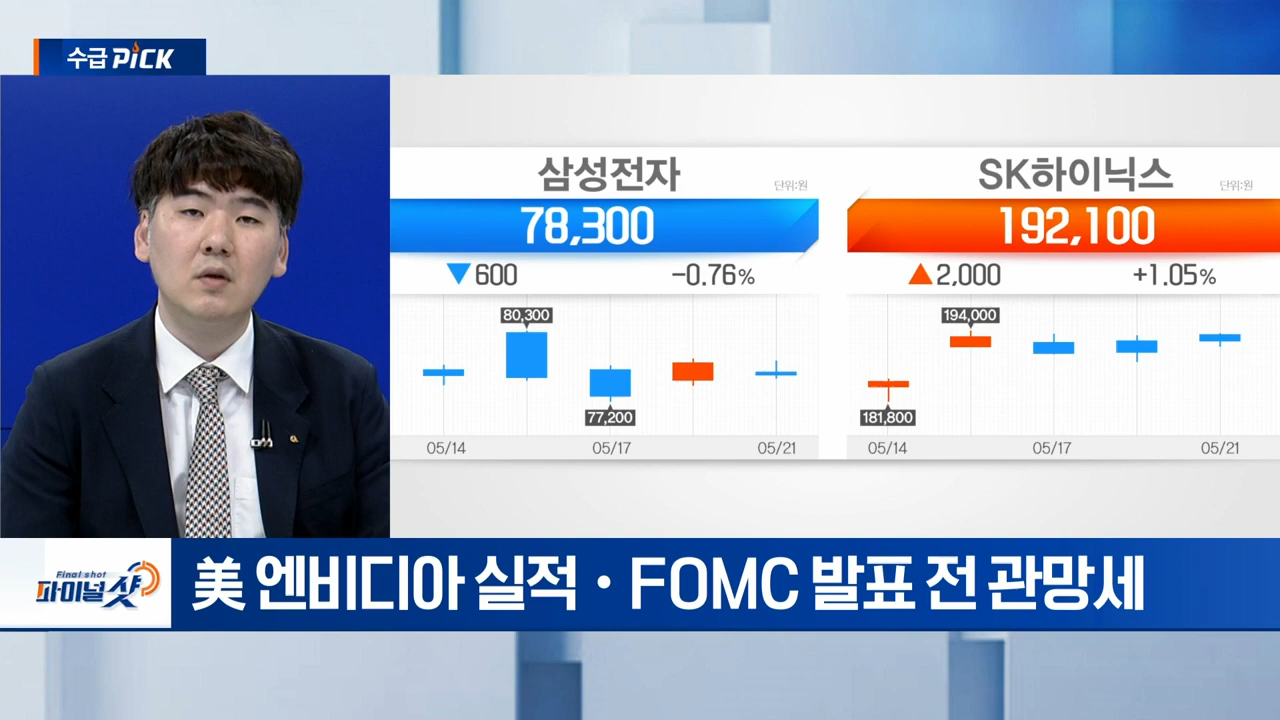 수급 PiCK
삼성전자
단위:원
78,300
▼600 -0.76%
80,300
77,200
05/14 05/17 05/21
SK하이닉스
단위:원
192,100
▲2,000 +1.05%
194,000
181,800
05/14 05/17 05/21
Final shot
파이널샷
美 엔비디아 실적·FOMC 발표 전 관망세